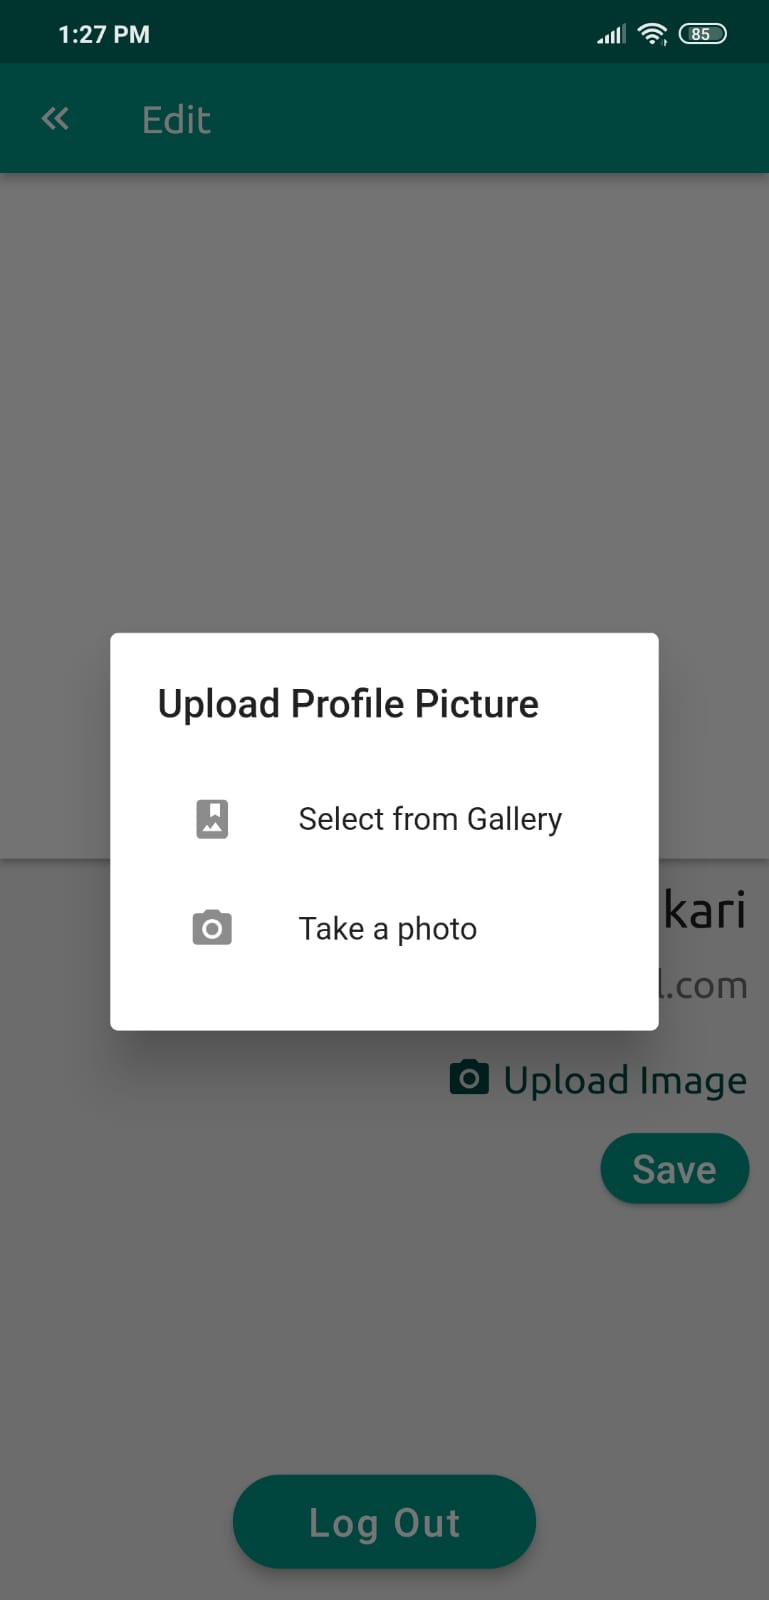 1:27 PM
85
Edit
Upload Profile Picture
Select from Gallery
Take a photo
kari
.com
Upload Image
Save
Log Out